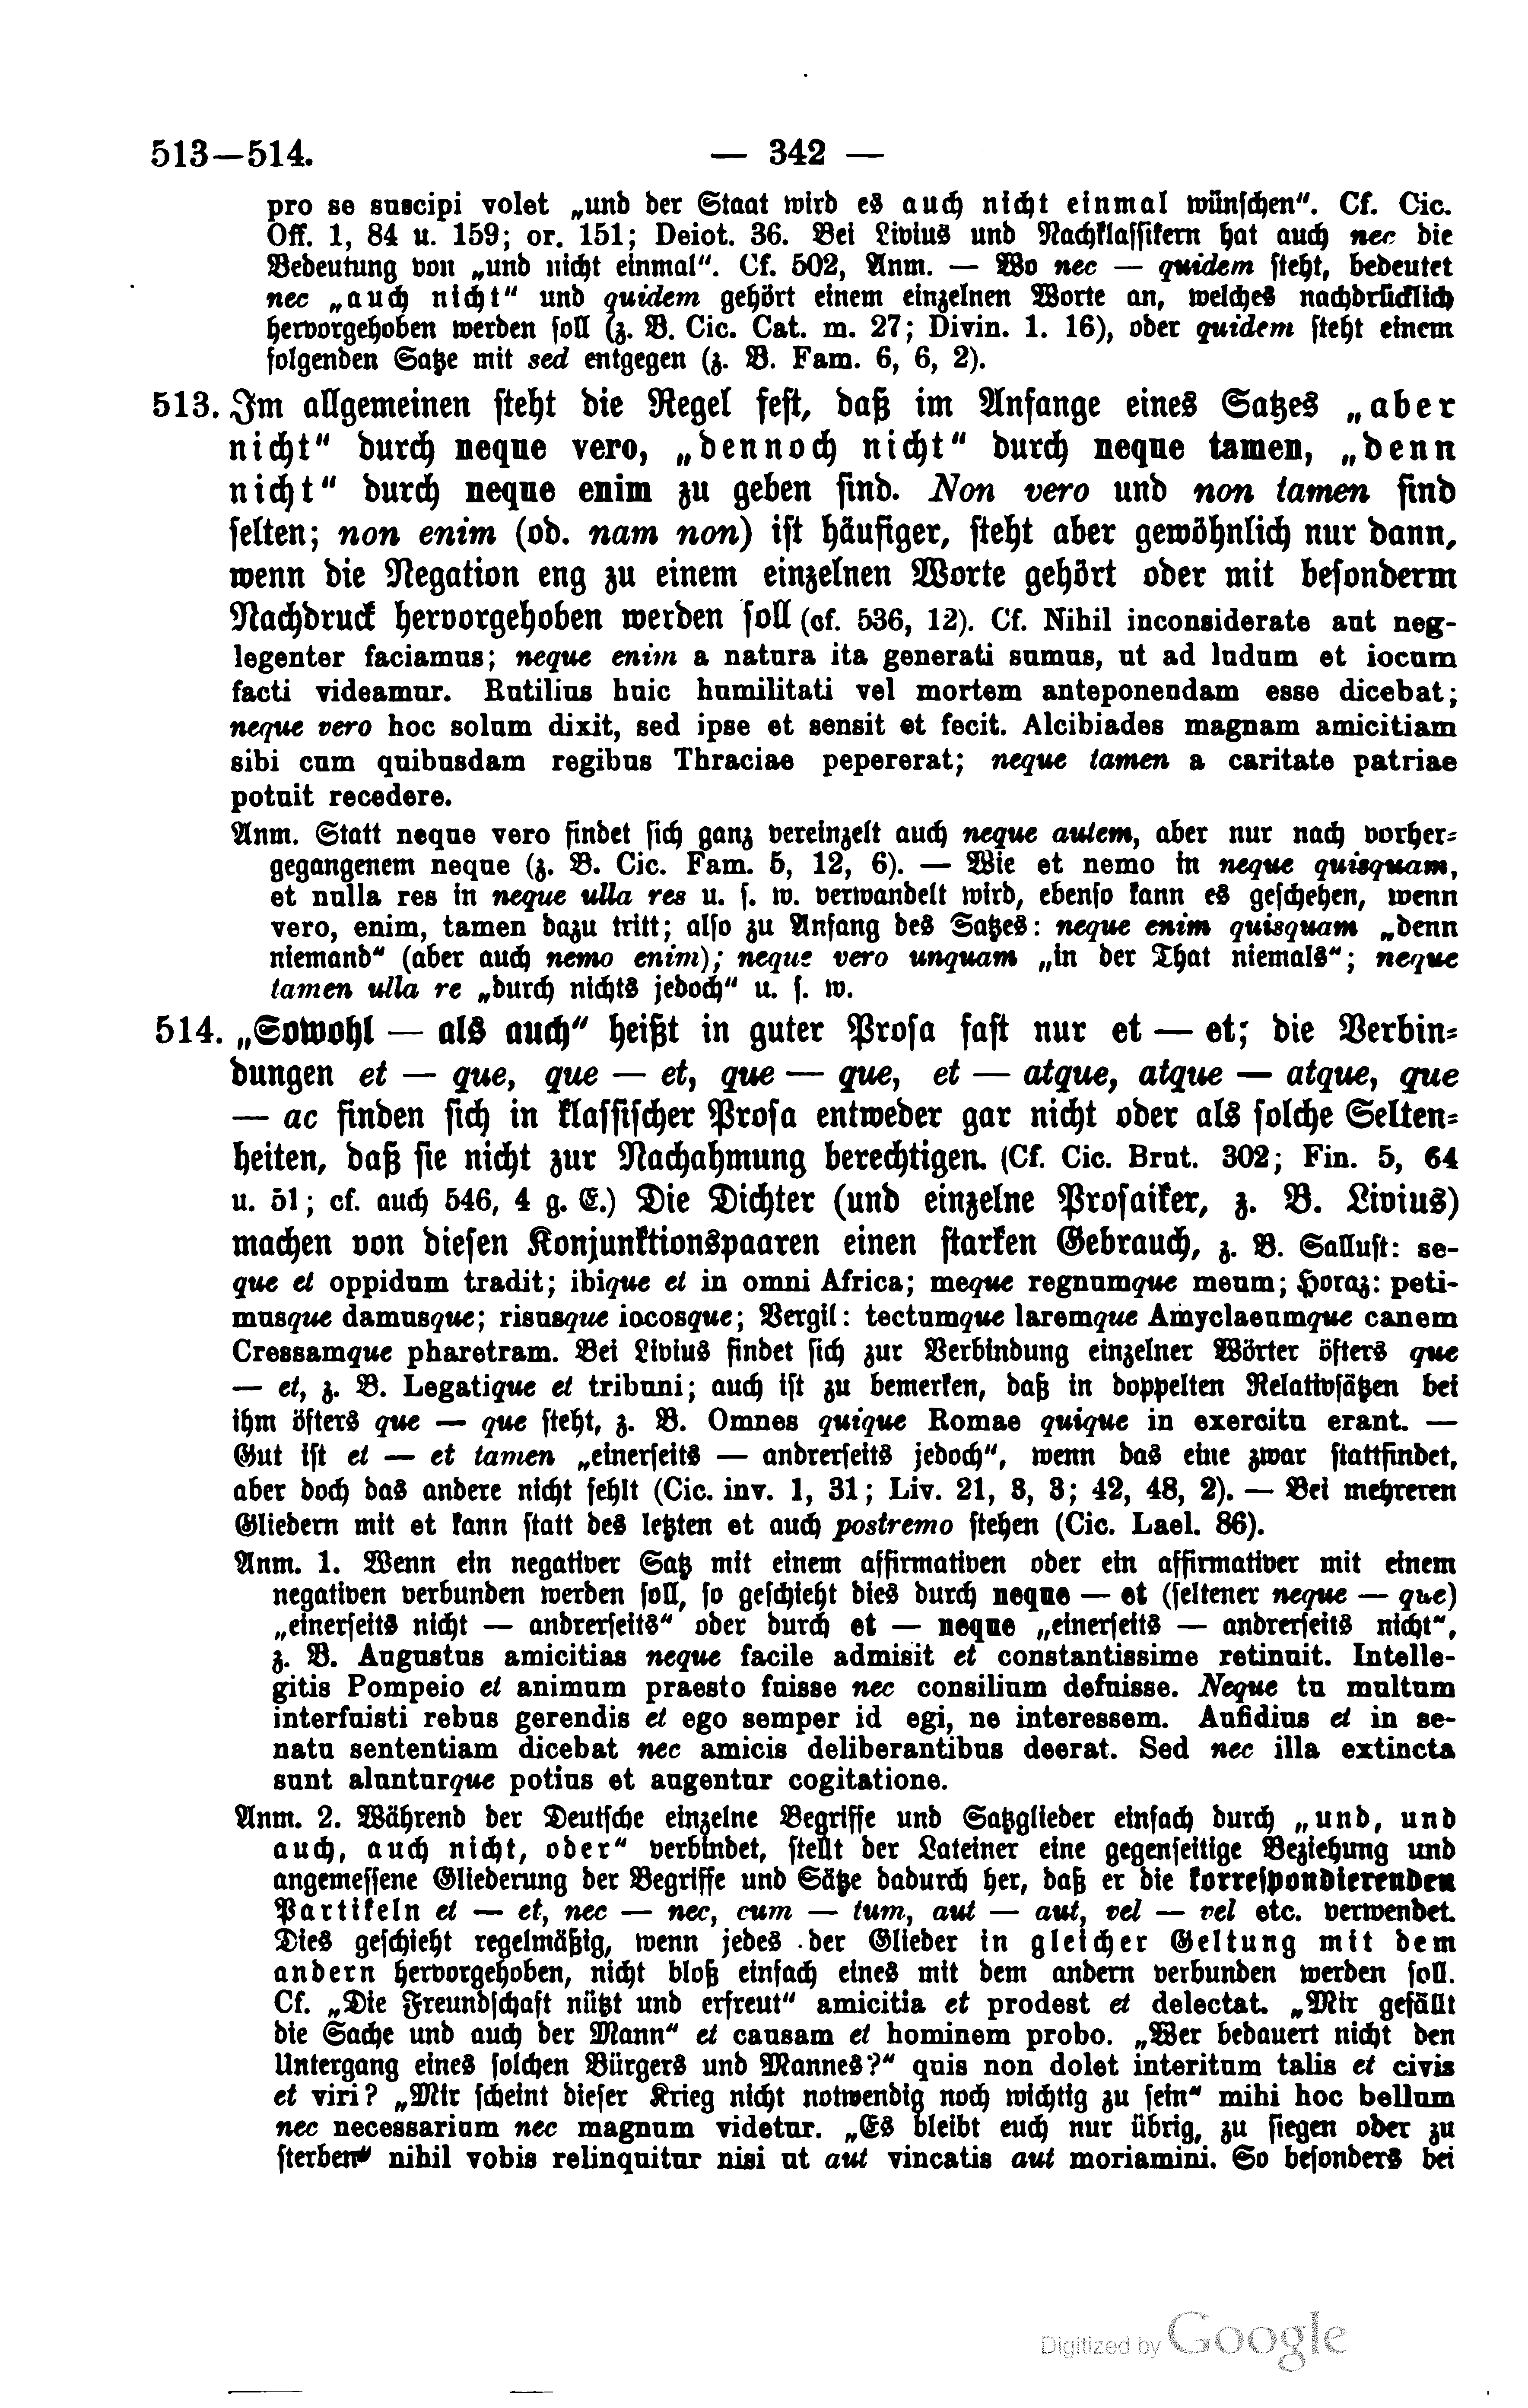 513—514.
— 342 —
pro se suscipi volet „und der Staat wird es auch nicht einmal wünschen“. Cf. Cic.
Off. 1, 84 u. 159; or. 151; Deiot. 36. Bei Livius und Nachklassikern hat auch nec die
Bedeutung von „und nicht einmal“. Cf. 502, Anm. — Wo nec — quidem steht, bedeutet
nec „auch nicht“ und quidem gehört einem einzelnen Worte an, welches nachdrücklich
hervorgehoben werden soll (z. B. Cic. Cat. m. 27; Divin. 1. 16), oder quidem steht einem
folgenden Satze mit sed entgegen (z. B. Fam. 6, 6, 2).
513. Im allgemeinen steht die Regel fest, daß im Anfange eines Satzes „aber
nicht“ durch neque vero, „dennoch nicht“ durch neque tamen, „denn
nicht“ durch neque enim zu geben sind. Non vero und non tamen sind
selten; non enim (od. nam non) ist häufiger, steht aber gewöhnlich nur dann,
wenn die Negation eng zu einem einzelnen Worte gehört oder mit besonderm
Nachdruck hervorgehoben werden soll (cf. 536, 12). Cf. Nihil inconsiderate aut neg-
legenter faciamus; neque enim a natura ita generati sumus, ut ad ludum et iocum
facti videamur. Rutilius huic humilitati vel mortem anteponendam esse dicebat;
neque vero hoc solum dixit, sed ipse et sensit et fecit. Alcibiades magnam amicitiam
sibi cum quibusdam regibus Thraciae pepererat; neque tamen a caritate patriae
potuit recedere.
Anm. Statt neque vero findet sich ganz vereinzelt auch neque autem, aber nur nach vorher-
gegangenem neque (z. B. Cic. Fam. 5, 12, 6). — Wie et nemo in neque quisquam,
et nulla res in neque ulla res u. s. w. verwandelt wird, ebenso kann es geschehen, wenn
vero, enim, tamen dazu tritt; also zu Anfang des Satzes: neque enim quisquam „denn
niemand“ (aber auch nemo enim); neque vero unquam „in der That niemals“; neque
tamen ulla re „durch nichts jedoch“ u. s. w.
514. „Sowohl — als auch“ heißt in guter Prosa fast nur et — et; die Verbin-
dungen et — que, que — et, que — que, et — atque, atque — atque, que
— ac finden sich in klassischer Prosa entweder gar nicht oder als solche Selten-
heiten, daß sie nicht zur Nachahmung berechtigen. (Cf. Cic. Brut. 302; Fin. 5, 64
u. öl; cf. auch 546, 4 g. E.) Die Dichter (und einzelne Prosaiker, z. B. Livius)
machen von diesen Konjunktionspaaren einen starken Gebrauch, z. B. Sallust: se-
que et oppidum tradit; ibique et in omni Africa; meque regnumque meum; Horaz: peti-
musque damusque; risusque iocosque; Vergil: tectumque laremque Amyclaeumque canem
Cressamque pharetram. Bei Livius findet sich zur Verbindung einzelner Wörter öfters que
— et, z. B. Legatique et tribuni; auch ist zu bemerken, daß in doppelten Relativsätzen bei
ihm öfters que — que steht, z. B. Omnes quique Romae quique in exercitu erant. —
Gut ist et — et tamen „einerseits — andrerseits jedoch“, wenn das eine zwar stattfindet,
aber doch das andere nicht fehlt (Cic. inv. 1, 31; Liv. 21, 3, 3; 42, 48, 2). — Bei mehreren
Gliedern mit et kann statt des letzten et auch postremo stehen (Cic. Lael. 86).
Anm. 1. Wenn ein negativer Satz mit einem affirmativen oder ein affirmativer mit einem
negativen verbunden werden soll, so geschieht dies durch neque — et (seltener neque — que)
„einerseits nicht — andrerseits“ oder durch et — neque „einerseits — andrerseits nicht“,
z. B. Augustus amicitias neque facile admisit et constantissime retinuit. Intelle-
gitis Pompeio et animum praesto fuisse nec consilium defuisse. Neque tu multum
interfuisti rebus gerendis et ego semper id egi, ne interessem. Aufidius et in se-
natu sententiam dicebat nec amicis deliberantibus deerat. Sed nec illa extincta
sunt alunturque potius et augentur cogitatione.
Anm. 2. Während der Deutsche einzelne Begriffe und Satzglieder einfach durch „und, und
auch, auch nicht, oder“ verbindet, stellt der Lateiner eine gegenseitige Beziehung und
angemessene Gliederung der Begriffe und Sätze dadurch her, daß er die korrespondierenden
Partikeln et — et, nec — nec, cum — tum, aut — aut, vel — vel etc. verwendet.
Dies geschieht regelmäßig, wenn jedes der Glieder in gleicher Geltung mit dem
andern hervorgehoben, nicht bloß einfach eines mit dem andern verbunden werden soll.
Cf. „Die Freundschaft nützt und erfreut“ amicitia et prodest et delectat. „Mir gefällt
die Sache und auch der Mann“ et causam et hominem probo. „Wer bedauert nicht den
Untergang eines solchen Bürgers und Mannes?“ quis non dolet interitum talis et civis
et viri? „Mir scheint dieser Krieg nicht notwendig noch wichtig zu sein“ mihi hoc bellum
nec necessarium nec magnum videtur. „Es bleibt euch nur übrig, zu siegen oder zu
sterben“ nihil vobis relinquitur nisi ut aut vincatis aut moriamini. So besonders bei
Digitized by Google